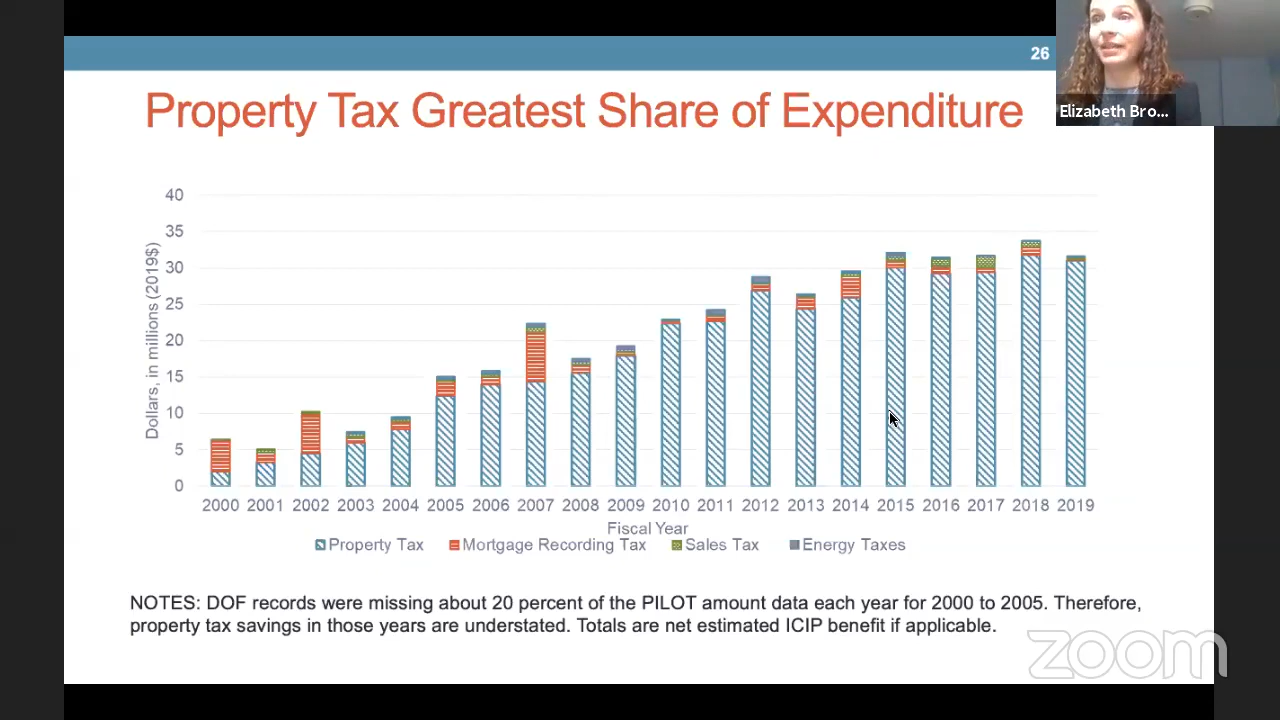 26
Property Tax Greatest Share of Expenditure
Elizabeth Bro...
40
35
30
25
20
15
10
5
0
Dollars, in millions (2019$)
2000 2001 2002 2003 2004 2005 2006 2007 2008 2009 2010 2011 2012 2013 2014 2015 2016 2017 2018 2019
Fiscal Year
Property Tax Mortgage Recording Tax Sales Tax Energy Taxes
NOTES: DOF records were missing about 20 percent of the PILOT amount data each year for 2000 to 2005. Therefore,
property tax savings in those years are understated. Totals are net estimated ICIP benefit if applicable.
zoom